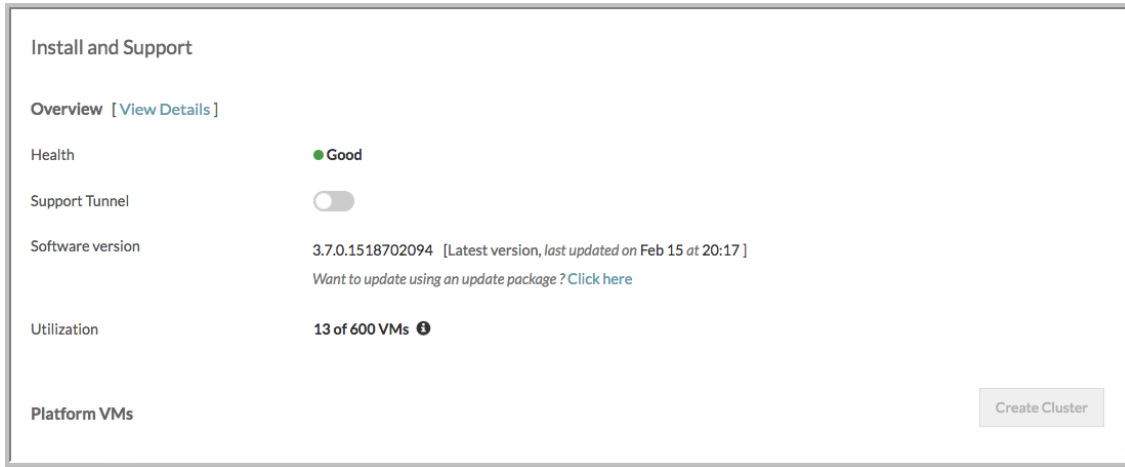 Install and Support
Overview [ View Details ]
Health Good
Support Tunnel
Software version 3.7.0.1518702094 [Latest version, last updated on Feb 15 at 20:17 ]
Want to update using an update package ? Click here
Utilization 13 of 600 VMs
Platform VMs Create Cluster